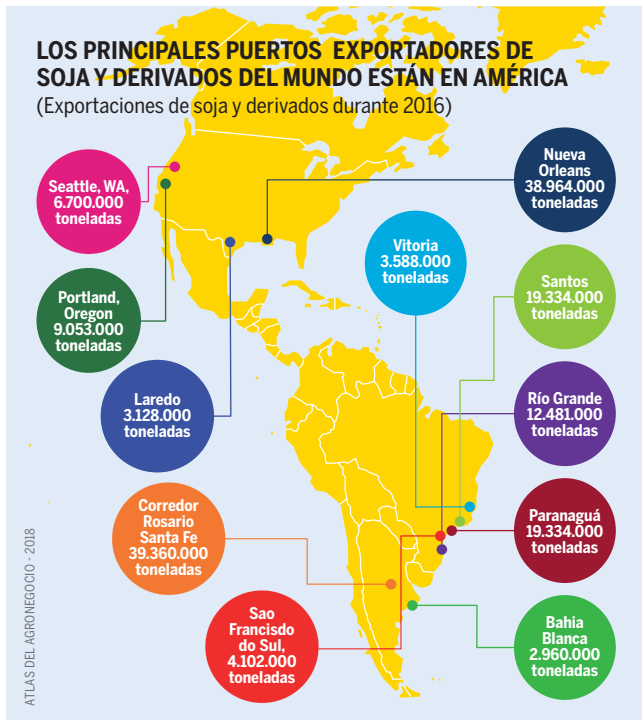 LOS PRINCIPALES PUERTOS EXPORTADORES DE
SOJA Y DERIVADOS DEL MUNDO ESTÁN EN AMÉRICA
(Exportaciones de soja y derivados durante 2016)
Seattle, WA,
6.700.000
toneladas
Nueva
Orleans
38.964.000
toneladas
Vitoria
3.588.000
toneladas
Portland,
Oregon
9.053.000
toneladas
Santos
19.334.000
toneladas
Laredo
3.128.000
toneladas
Río Grande
12.481.000
toneladas
Corredor
Rosario
Santa Fe
39.360.000
toneladas
Paranaguá
19.334.000
toneladas
Sao
Francisdo
do Sul,
4.102.000
toneladas
Bahia
Blanca
2.960.000
toneladas
ATLAS DEL AGRONEGOCIO - 2018